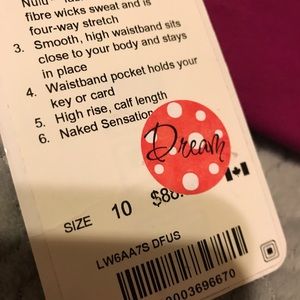 fibre wicks sweat and is
four-way stretch
3. Smooth, high waistband sits
close to your body and stays
in place
4. Waistband pocket holds your
key or card
5. High rise, calf length
6. Naked Sensation
Dream
SIZE 10
LW6AA7S DFUS
0003696670